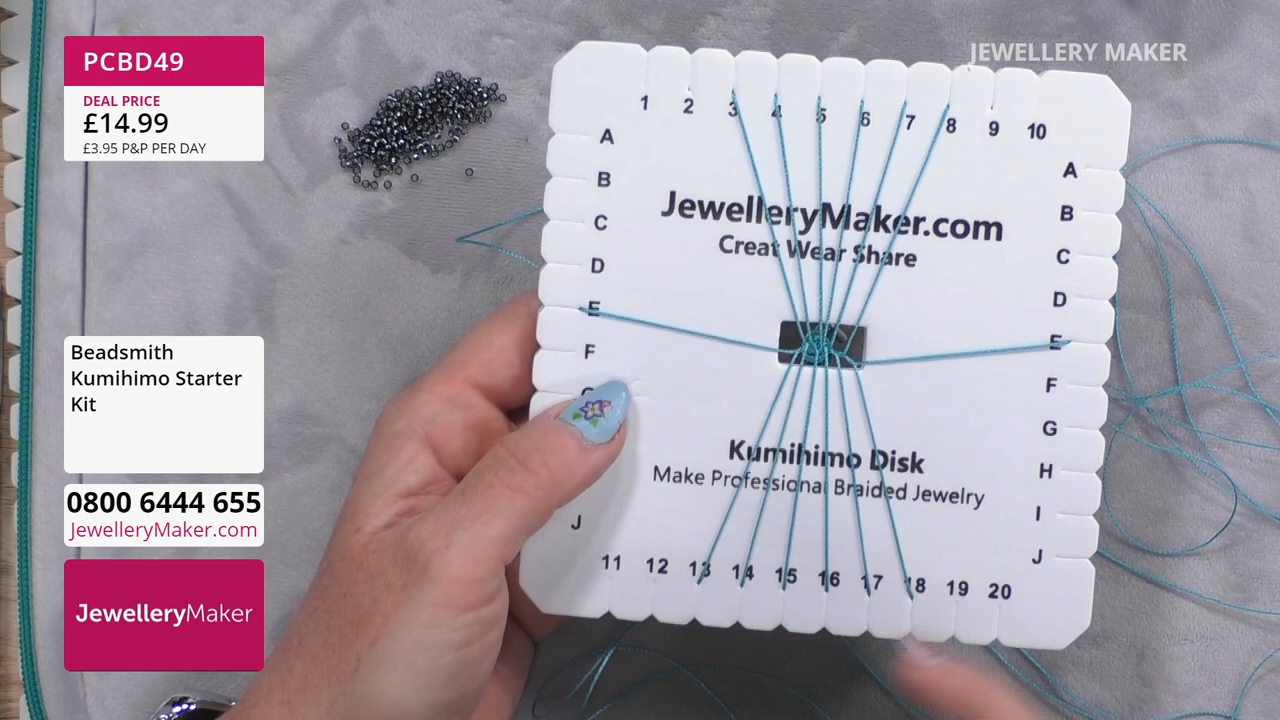 PCBD49
DEAL PRICE
£14.99
£3.95 P&P PER DAY
Beadsmith
Kumihimo Starter
Kit
0800 6444 655
JewelleryMaker.com
JewelleryMaker
JEWELLERY MAKER
1 2 3 4 5 6 7 8 9 10
A A
B B
C C
D D
E E
F F
G G
H
I
J J
JewelleryMaker.com
Creat Wear Share
Kumihimo Disk
Make Professional Braided Jewelry
11 12 13 14 15 16 17 18 19 20